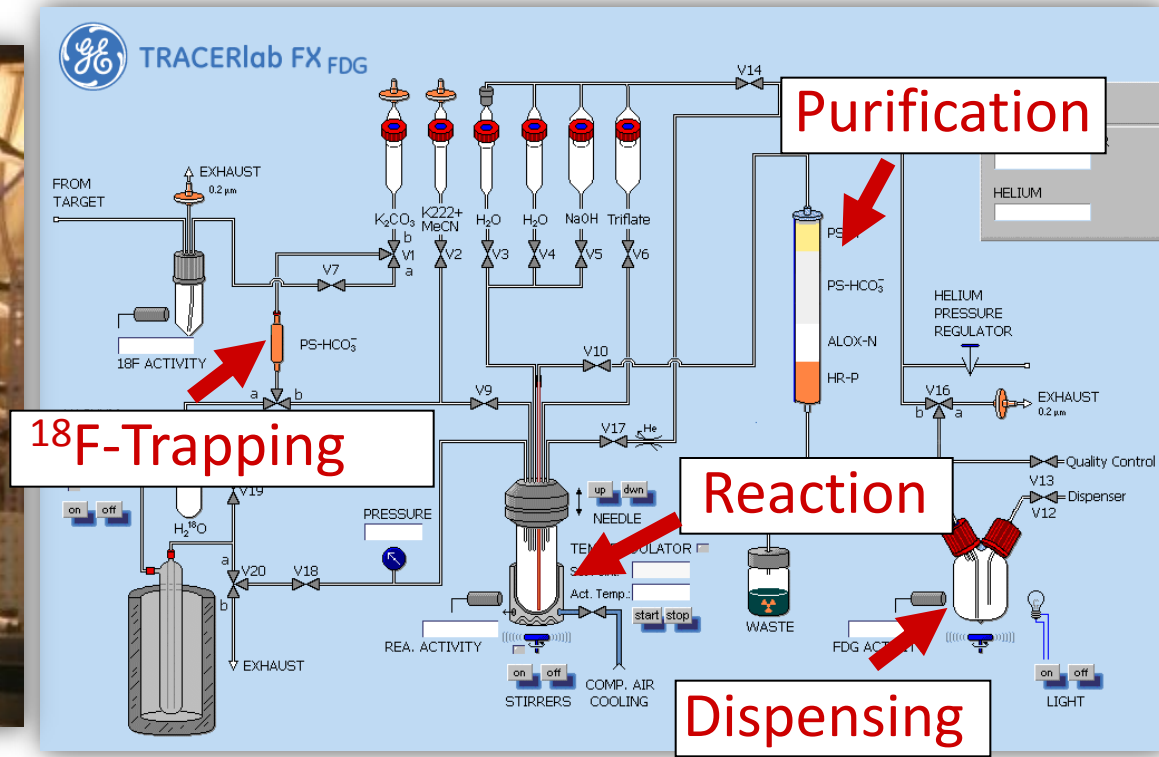 TRACERlab FX FDG
V14
Purification
EXHAUST
0.2 µm
FROM
TARGET
HELIUM
K₂CO₃
K222+
MeCN
H₂O
H₂O
NaOH
Triflate
b
V1
a
V2
V3
V4
V5
V6
V7
PS-HCO₃⁻
PS-HCO₃⁻
ALOX-N
HR-P
HELIUM
PRESSURE
REGULATOR
18F ACTIVITY
V10
a
b
V9
V16
b
a
EXHAUST
0.2 µm
¹⁸F-Trapping
V17
He
Quality Control
V13
Dispenser
V12
Reaction
on
off
V19
H₂¹⁸O
PRESSURE
up
dwn
NEEDLE
a
V20
b
V18
Act. Temp.:
start
stop
WASTE
REA. ACTIVITY
FDG
EXHAUST
on
off
STIRRERS
COMP. AIR
COOLING
on
off
LIGHT
Dispensing